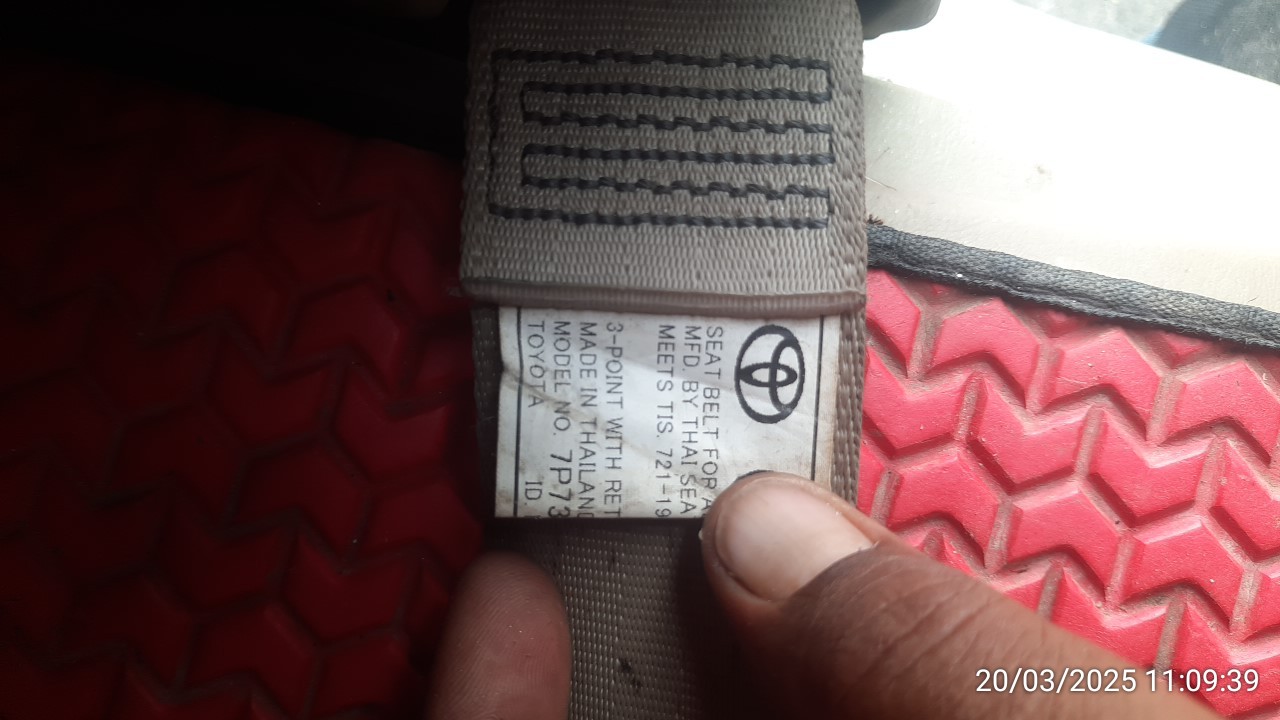 SEAT BELT FOR A
MFD. BY THAI SEA
MEETS TIS. 721-19
3-POINT WITH RET
MADE IN THAILAND
MODEL NO. 7P73
TOYOTA ID.
20/03/2025 11:09:39